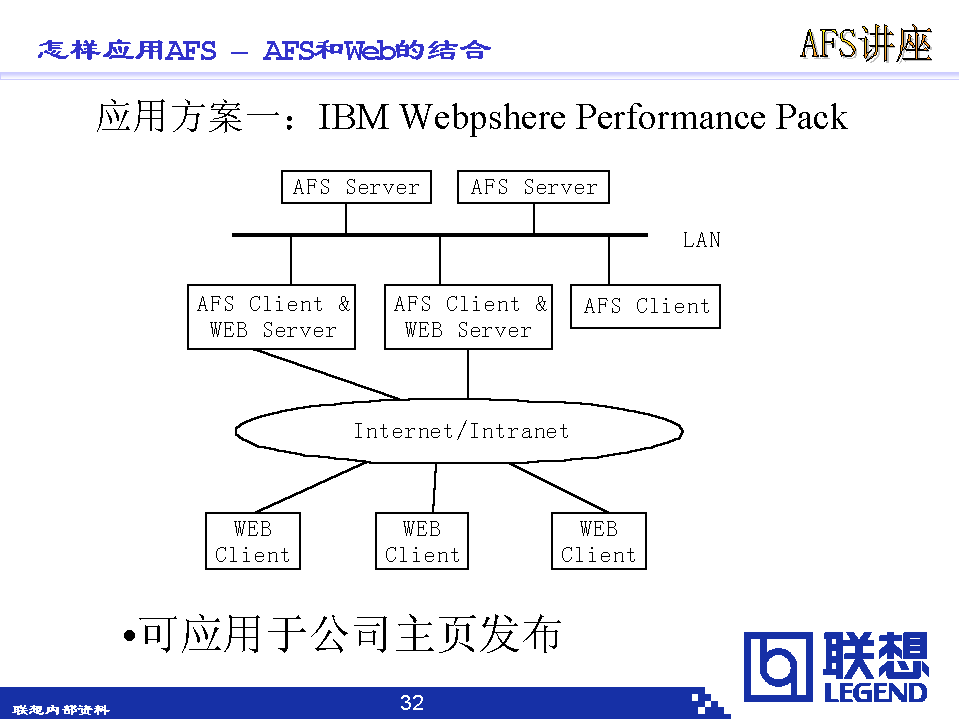 怎样应用AFS – AFS和Web的结合
AFS讲座
应用方案一：IBM Webpshere Performance Pack
AFS Server
AFS Server
LAN
AFS Client &
WEB Server
AFS Client &
WEB Server
AFS Client
Internet/Intranet
WEB
Client
WEB
Client
WEB
Client
•可应用于公司主页发布
联想
LEGEND
联想内部资料
32